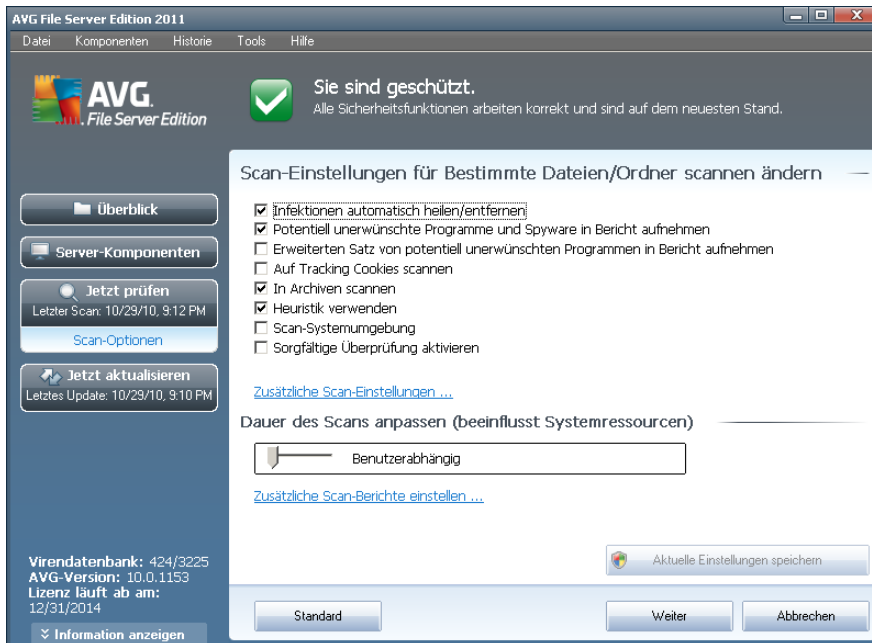 AVG File Server Edition 2011
Datei Komponenten Historie Tools Hilfe
AVG.
File Server Edition
Sie sind geschützt.
Alle Sicherheitsfunktionen arbeiten korrekt und sind auf dem neuesten Stand.
Überblick
Server-Komponenten
Jetzt prüfen
Letzter Scan: 10/29/10, 9:12 PM
Scan-Optionen
Jetzt aktualisieren
Letztes Update: 10/29/10, 9:10 PM
Virendatenbank: 424/3225
AVG-Version: 10.0.1153
Lizenz läuft ab am:
12/31/2014
Information anzeigen
Scan-Einstellungen für Bestimmte Dateien/Ordner scannen ändern
Infektionen automatisch heilen/entfernen
Potentiell unerwünschte Programme und Spyware in Bericht aufnehmen
Erweiterten Satz von potentiell unerwünschten Programmen in Bericht aufnehmen
Auf Tracking Cookies scannen
In Archiven scannen
Heuristik verwenden
Scan-Systemumgebung
Sorgfältige Überprüfung aktivieren
Zusätzliche Scan-Einstellungen ...
Dauer des Scans anpassen (beeinflusst Systemressourcen)
Benutzerabhängig
Zusätzliche Scan-Berichte einstellen ...
Aktuelle Einstellungen speichern
Standard Weiter Abbrechen